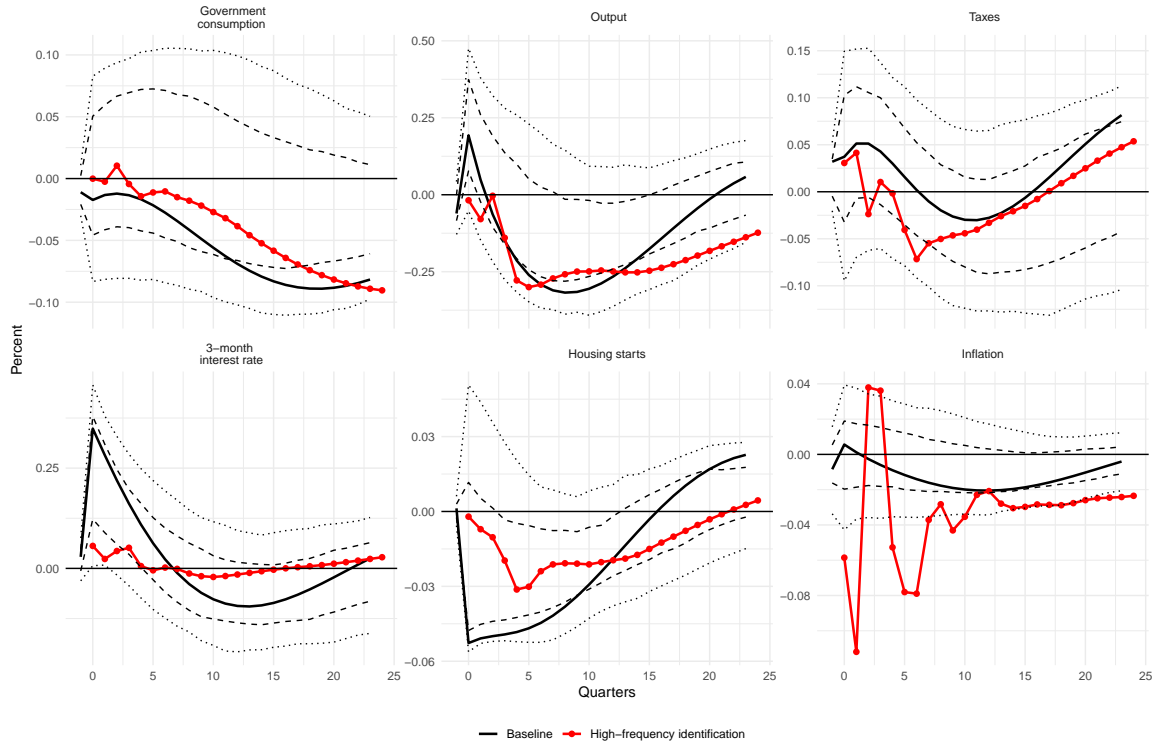 Government
consumption
Output
Taxes
0.10
0.05
0.00
−0.05
−0.10
0.50
0.25
0.00
−0.25
0.15
0.10
0.05
0.00
−0.05
−0.10
Percent
3−month
interest rate
Housing starts
Inflation
0.25
0.00
0.03
0.00
−0.03
−0.06
0.04
0.00
−0.04
−0.08
0 5 10 15 20 25
0 5 10 15 20 25
0 5 10 15 20 25
Quarters
Baseline High−frequency identification